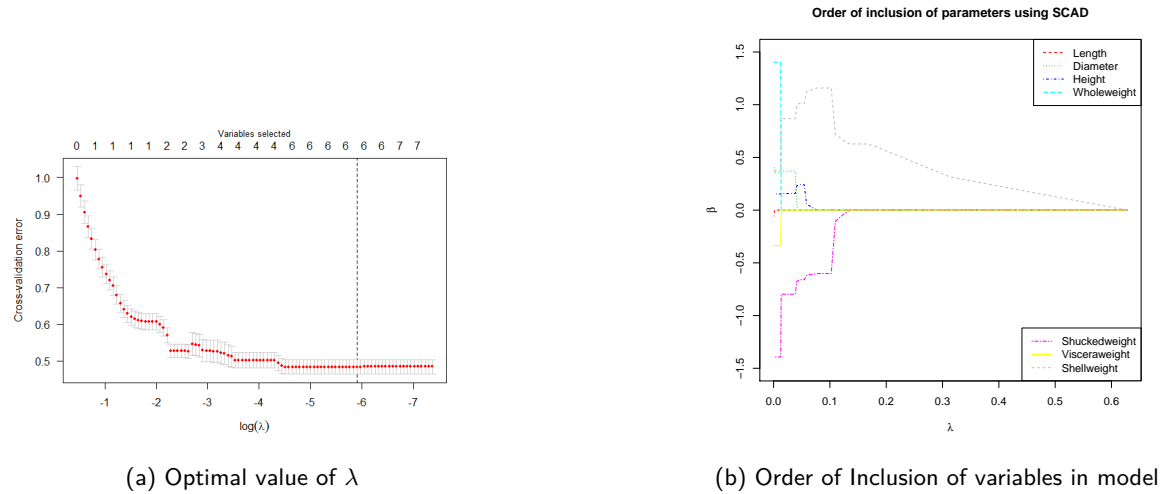 Variables selected
0 1 1 1 1 2 2 3 4 4 4 4 6 6 6 6 6 6 7 7
1.0
0.9
0.8
0.7
0.6
0.5
Cross-validation error
-1 -2 -3 -4 -5 -6 -7
log(λ)
(a) Optimal value of λ
Order of inclusion of parameters using SCAD
1.5
1.0
0.5
0.0
−0.5
−1.0
−1.5
β
Length
Diameter
Height
Wholeweight
Shuckedweight
Visceraweight
Shellweight
0.0 0.1 0.2 0.3 0.4 0.5 0.6
λ
(b) Order of Inclusion of variables in model